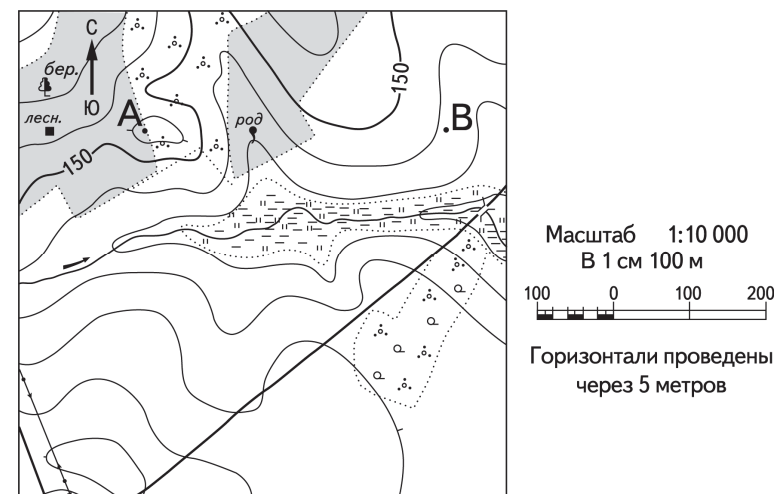 С
бер.
Ю
лесн.
А
род
150
В
150
Масштаб 1:10 000
В 1 см 100 м
100 0 100 200
Горизонтали проведены
через 5 метров